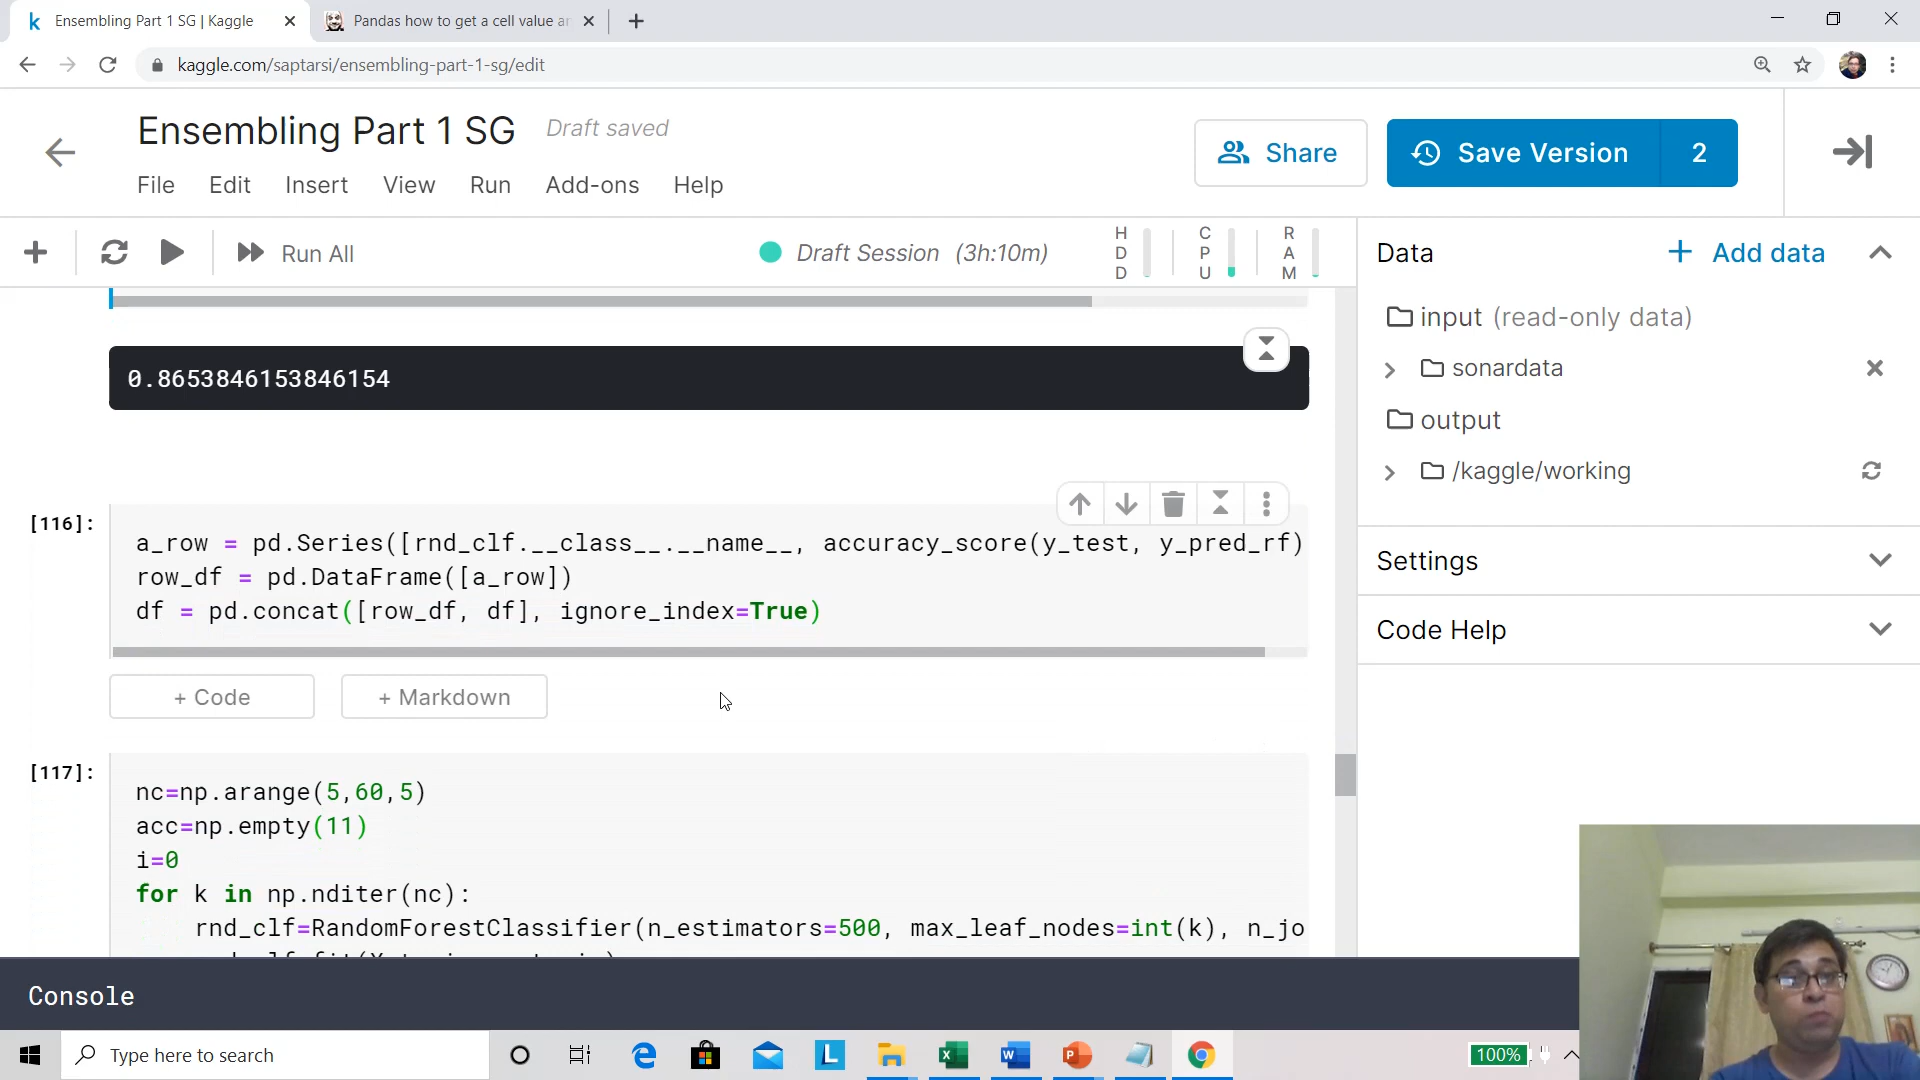 Ensembling Part 1 SG | Kaggle
Pandas how to get a cell value an
kaggle.com/saptarsi/ensembling-part-1-sg/edit
Ensembling Part 1 SG
Draft saved
Share
Save Version
2
File
Edit
Insert
View
Run
Add-ons
Help
Run All
Draft Session (3h:10m)
HDD
CPU
RAM
Data
Add data
input (read-only data)
sonardata
output
/kaggle/working
Settings
Code Help
0.8653846153846154
[116]:
a_row = pd.Series([rnd_clf.__class__.__name__, accuracy_score(y_test, y_pred_rf)
row_df = pd.DataFrame([a_row])
df = pd.concat([row_df, df], ignore_index=True)
+ Code
+ Markdown
[117]:
nc=np.arange(5,60,5)
acc=np.empty(11)
i=0
for k in np.nditer(nc):
rnd_clf=RandomForestClassifier(n_estimators=500, max_leaf_nodes=int(k), n_jo
Console
Type here to search
100%